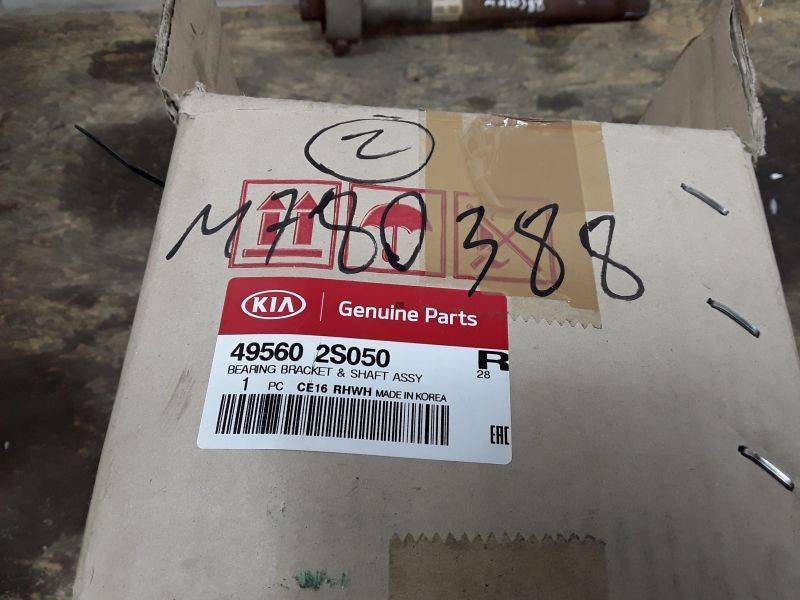 2
M780388
KIA Genuine Parts
49560 2S050 R
BEARING BRACKET & SHAFT ASSY 28
1 PC CE16 RHWH MADE IN KOREA
EAC